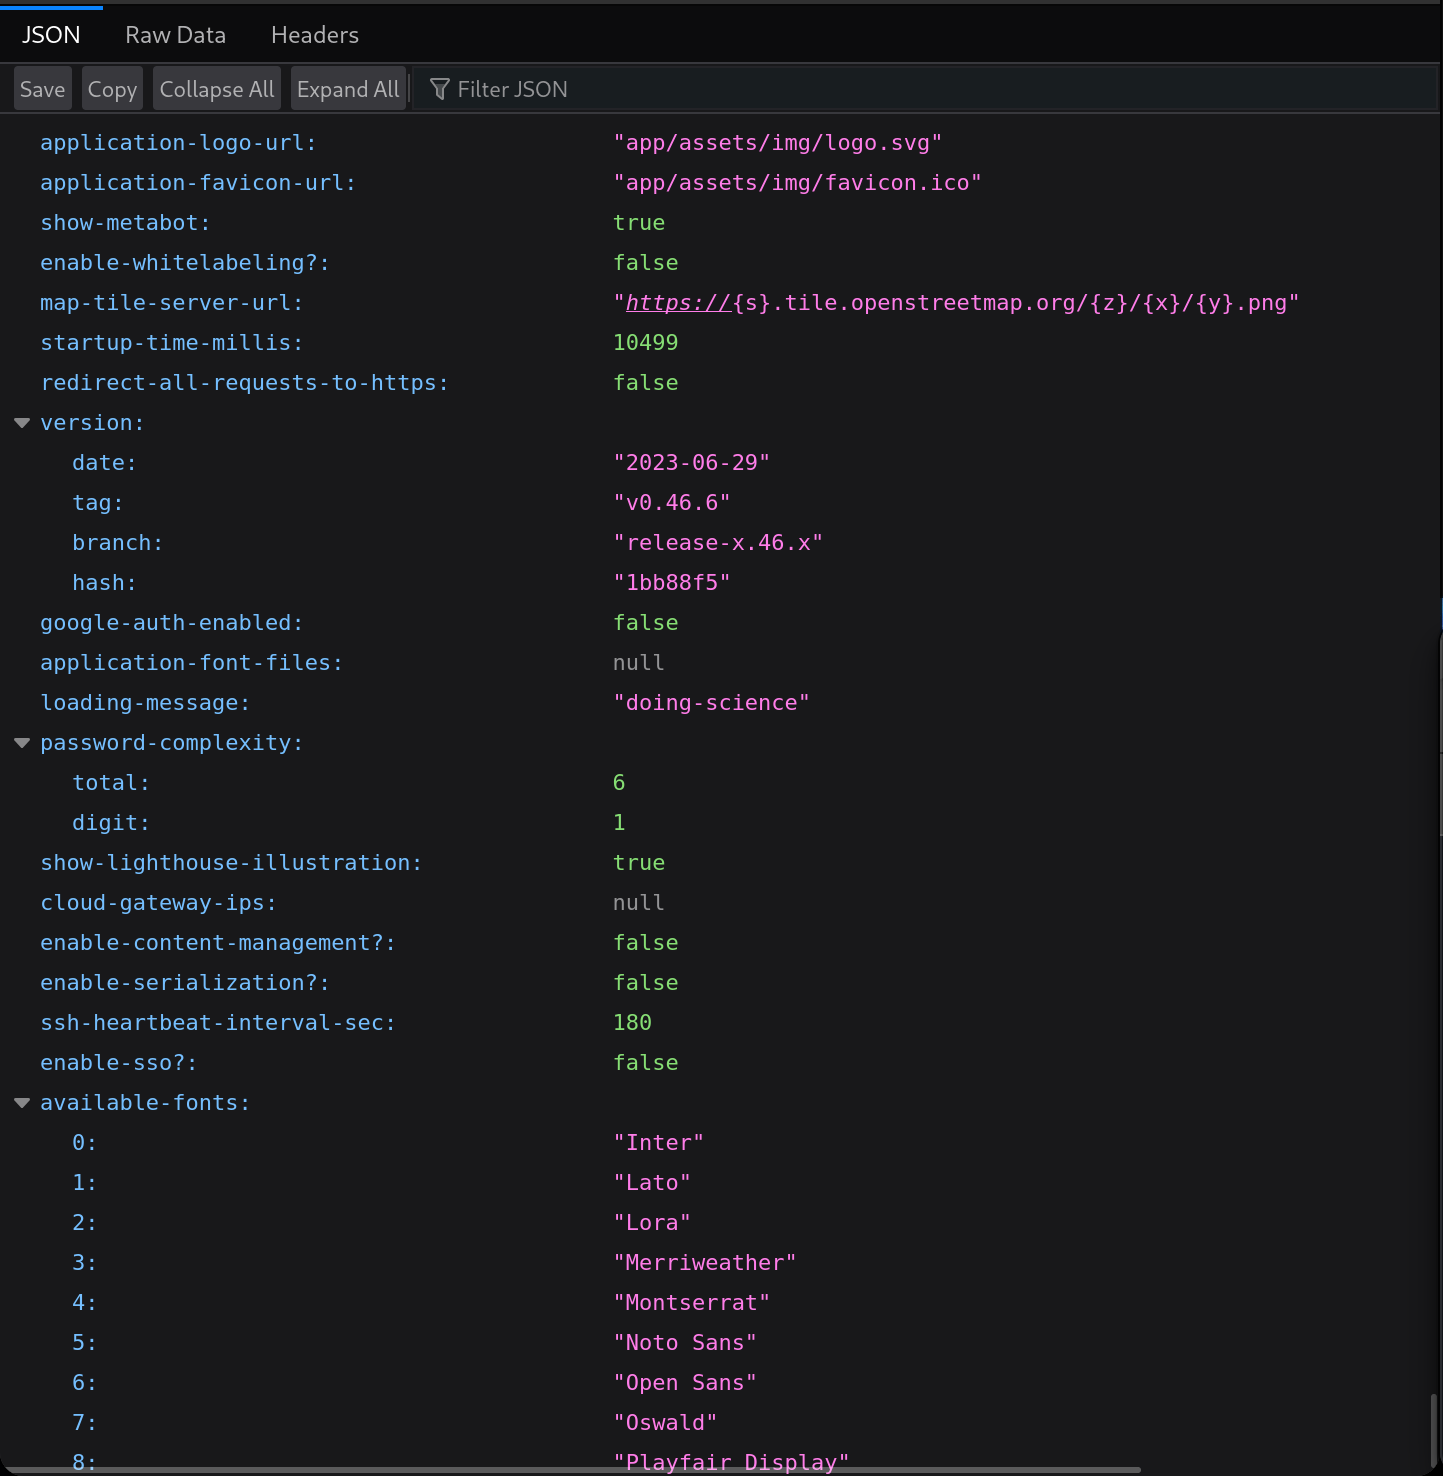 JSON Raw Data Headers
Save Copy Collapse All Expand All Filter JSON
application-logo-url: "app/assets/img/logo.svg"
application-favicon-url: "app/assets/img/favicon.ico"
show-metabot: true
enable-whitelabeling?: false
map-tile-server-url: "https://{s}.tile.openstreetmap.org/{z}/{x}/{y}.png"
startup-time-millis: 10499
redirect-all-requests-to-https: false
version:
date: "2023-06-29"
tag: "v0.46.6"
branch: "release-x.46.x"
hash: "1bb88f5"
google-auth-enabled: false
application-font-files: null
loading-message: "doing-science"
password-complexity:
total: 6
digit: 1
show-lighthouse-illustration: true
cloud-gateway-ips: null
enable-content-management?: false
enable-serialization?: false
ssh-heartbeat-interval-sec: 180
enable-sso?: false
available-fonts:
0: "Inter"
1: "Lato"
2: "Lora"
3: "Merriweather"
4: "Montserrat"
5: "Noto Sans"
6: "Open Sans"
7: "Oswald"
8: "Playfair Display"